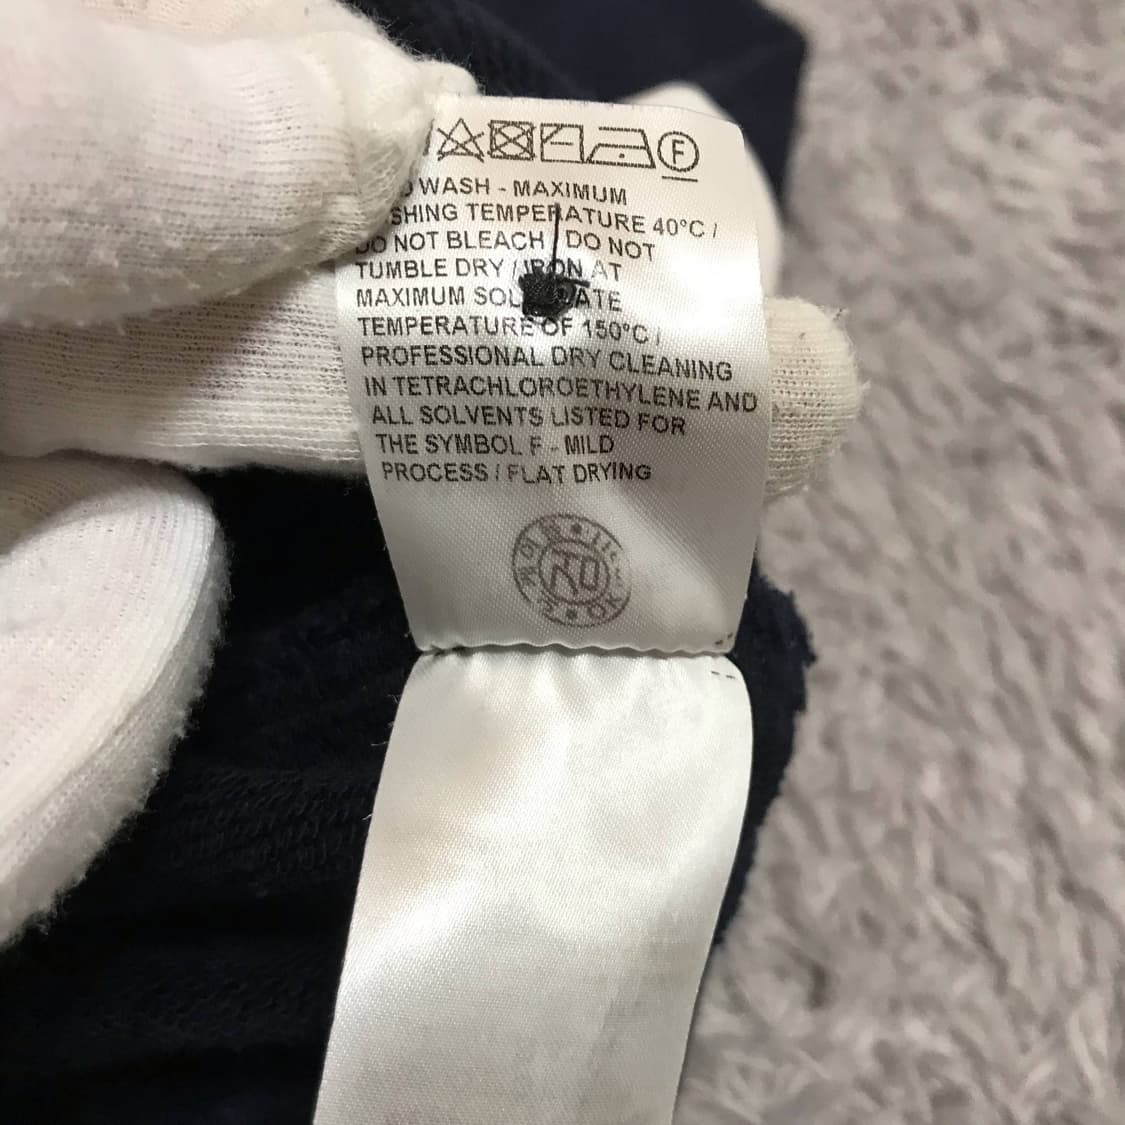 F
WASH - MAXIMUM
TEMPERATURE 40°C /
DO NOT BLEACH / DO NOT
TUMBLE DRY / IRON AT
MAXIMUM
TEMPERATURE OF 150°C /
PROFESSIONAL DRY CLEANING
IN TETRACHLOROETHYLENE AND
ALL SOLVENTS LISTED FOR
THE SYMBOL F - MILD
PROCESS / FLAT DRYING